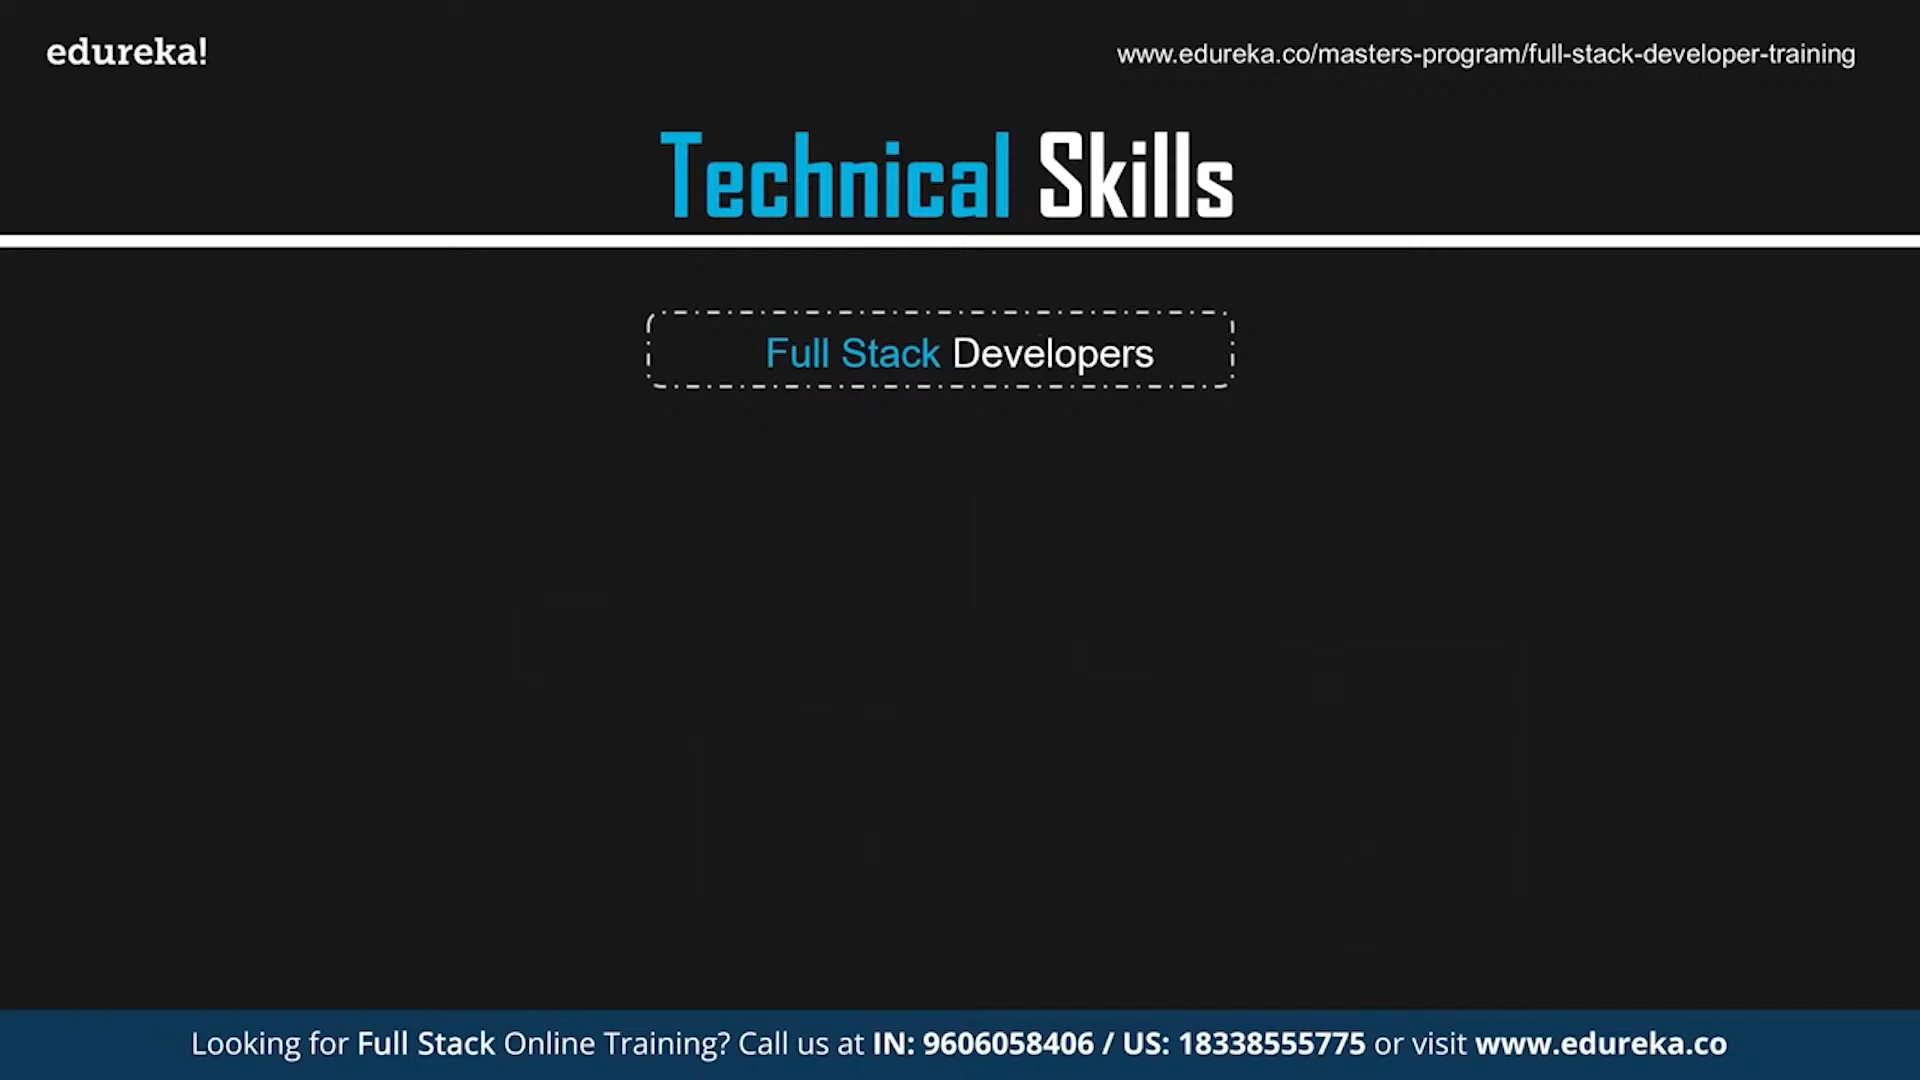 edureka!
www.edureka.co/masters-program/full-stack-developer-training
Technical Skills
Full Stack Developers
Looking for Full Stack Online Training? Call us at IN: 9606058406 / US: 18338555775 or visit www.edureka.co